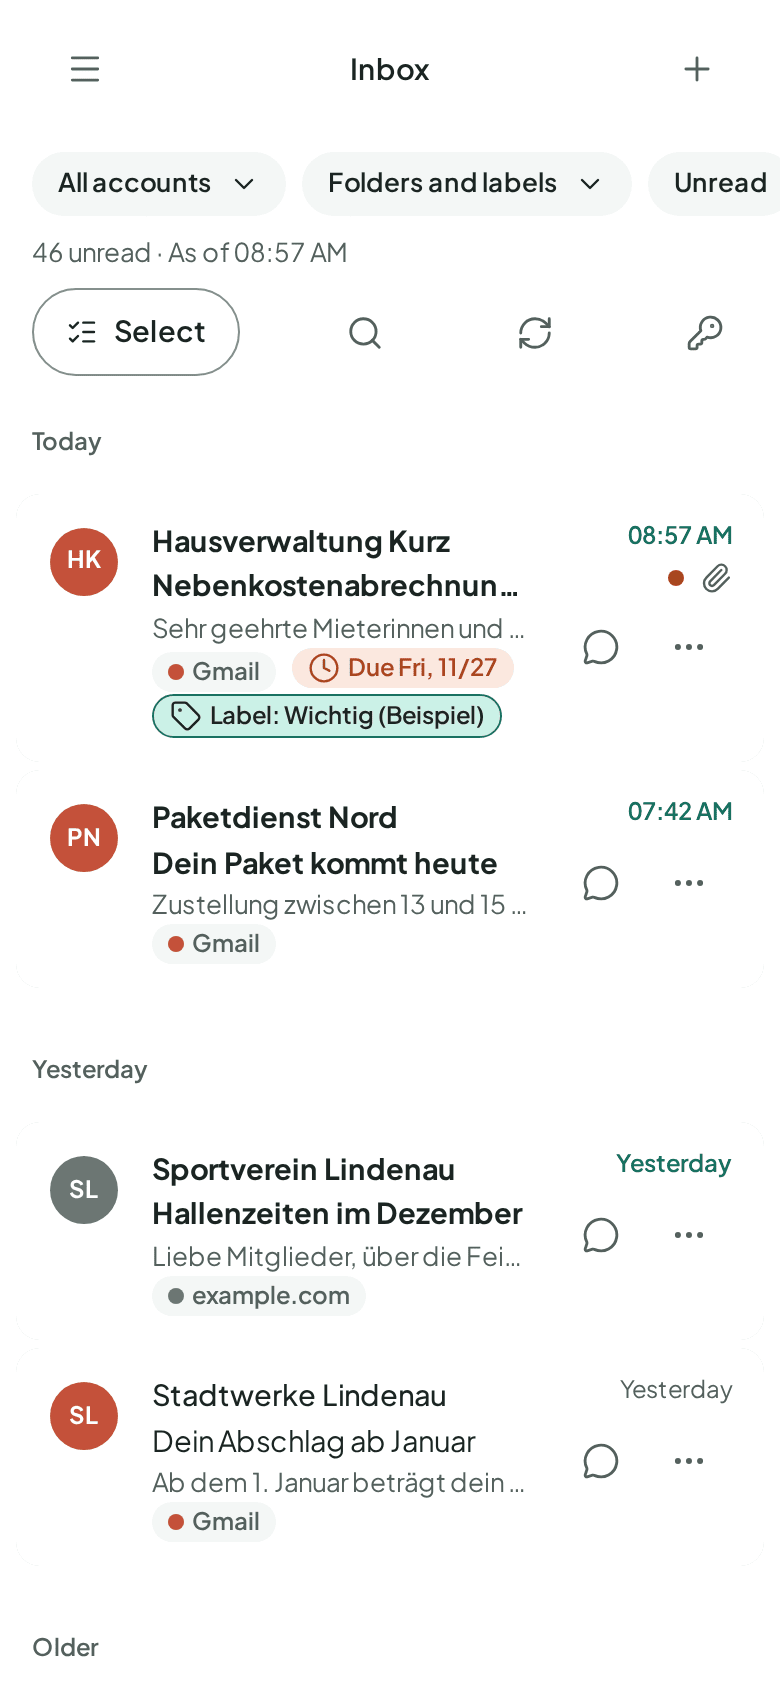 Inbox
All accounts
Folders and labels
Unread
46 unread · As of 08:57 AM
Select
Today
HK
Hausverwaltung Kurz
08:57 AM
Nebenkostenabrechnun...
Sehr geehrte Mieterinnen und ...
Gmail
Due Fri, 11/27
Label: Wichtig (Beispiel)
PN
Paketdienst Nord
07:42 AM
Dein Paket kommt heute
Zustellung zwischen 13 und 15 ...
Gmail
Yesterday
SL
Sportverein Lindenau
Yesterday
Hallenzeiten im Dezember
Liebe Mitglieder, über die Fei...
example.com
SL
Stadtwerke Lindenau
Yesterday
Dein Abschlag ab Januar
Ab dem 1. Januar beträgt dein ...
Gmail
Older